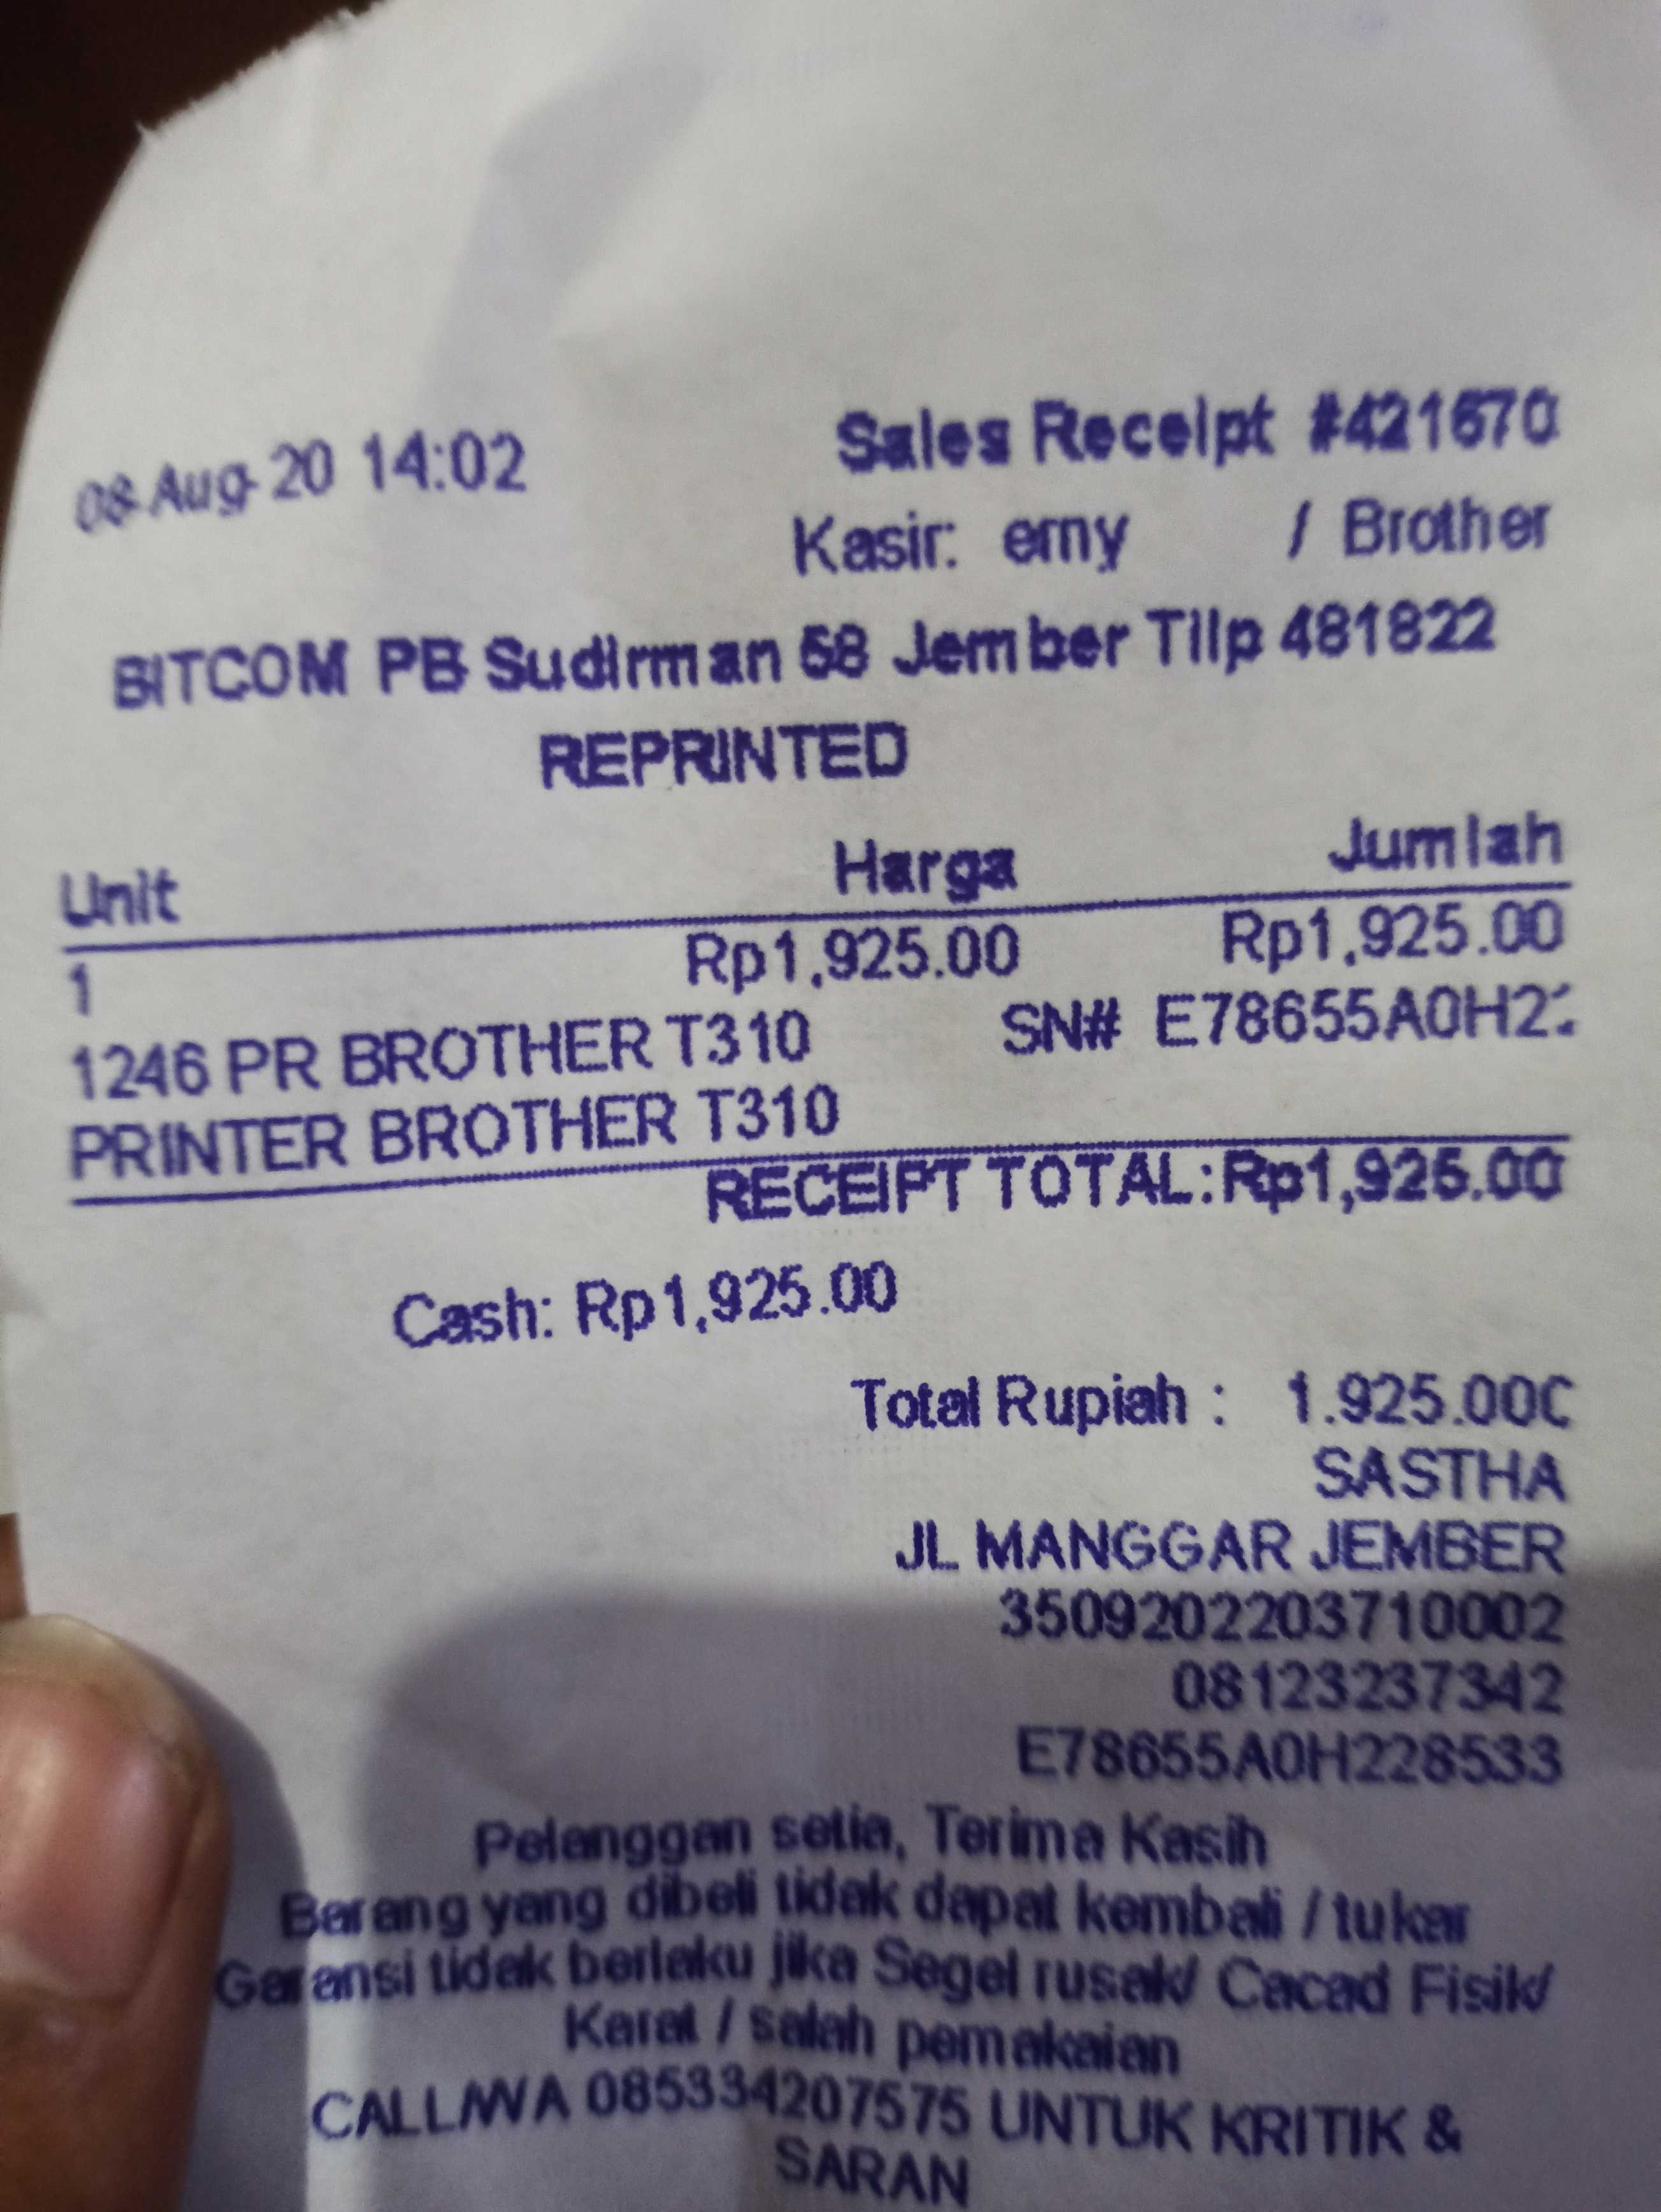 08-Aug-20 14:02 Sales Receipt #421670
Kasir: erny / Brother
BITCOM PB Sudirman 58 Jember Tilp 481822
REPRINTED
Unit Harga Jumlah
1 Rp1,925.00 Rp1,925.00
1246 PR BROTHER T310 SN# E78655A0H22
PRINTER BROTHER T310
RECEIPT TOTAL: Rp1,925.00
Cash: Rp1,925.00
Total Rupiah : 1.925.000
SASTHA
JL MANGGAR JEMBER
3509202203710002
08123237342
E78655A0H228533
Pelanggan setia, Terima Kasih
Barang yang dibeli tidak dapat kembali / tukar
Garansi tidak berlaku jika Segel rusak/ Cacad Fisik/
Karat / salah pemakaian
CALL/WA 085334207575 UNTUK KRITIK &
SARAN